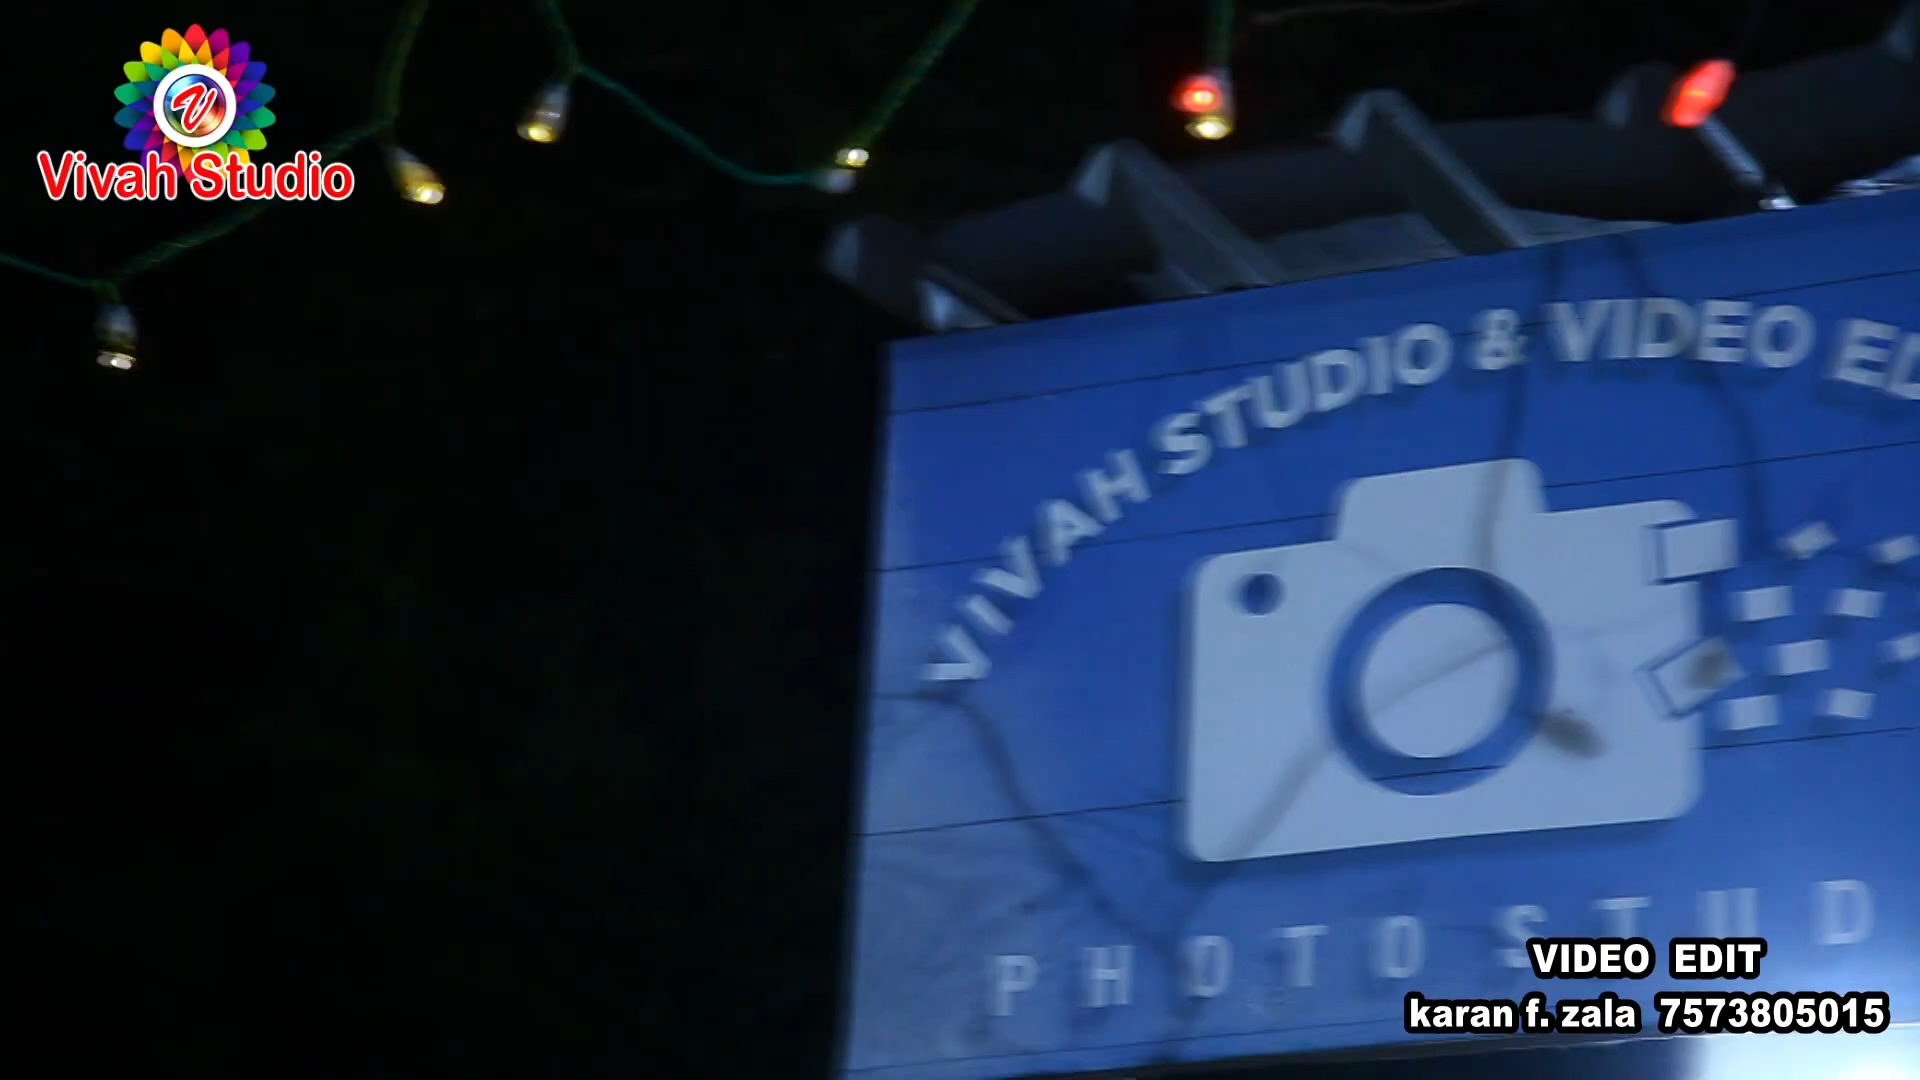 V
Vivah Studio
VIVAH STUDIO & VIDEO ED
PHOTO STUD
VIDEO EDIT
karan f. zala 7573805015